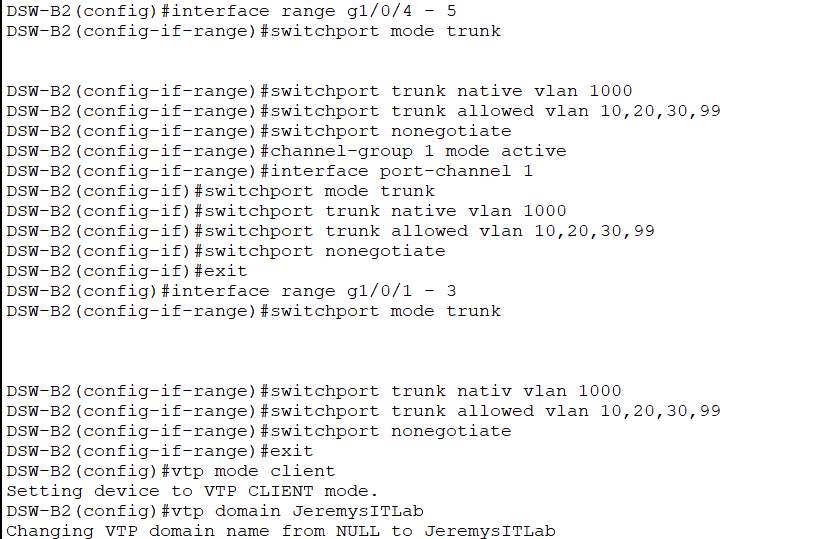 DSW-B2(config)#interface range g1/0/4 - 5
DSW-B2(config-if-range)#switchport mode trunk
DSW-B2(config-if-range)#switchport trunk native vlan 1000
DSW-B2(config-if-range)#switchport trunk allowed vlan 10,20,30,99
DSW-B2(config-if-range)#switchport nonegotiate
DSW-B2(config-if-range)#channel-group 1 mode active
DSW-B2(config-if-range)#interface port-channel 1
DSW-B2(config-if)#switchport mode trunk
DSW-B2(config-if)#switchport trunk native vlan 1000
DSW-B2(config-if)#switchport trunk allowed vlan 10,20,30,99
DSW-B2(config-if)#switchport nonegotiate
DSW-B2(config-if)#exit
DSW-B2(config)#interface range g1/0/1 - 3
DSW-B2(config-if-range)#switchport mode trunk
DSW-B2(config-if-range)#switchport trunk nativ vlan 1000
DSW-B2(config-if-range)#switchport trunk allowed vlan 10,20,30,99
DSW-B2(config-if-range)#switchport nonegotiate
DSW-B2(config-if-range)#exit
DSW-B2(config)#vtp mode client
Setting device to VTP CLIENT mode.
DSW-B2(config)#vtp domain JeremysITLab
Changing VTP domain name from NULL to JeremysITLab